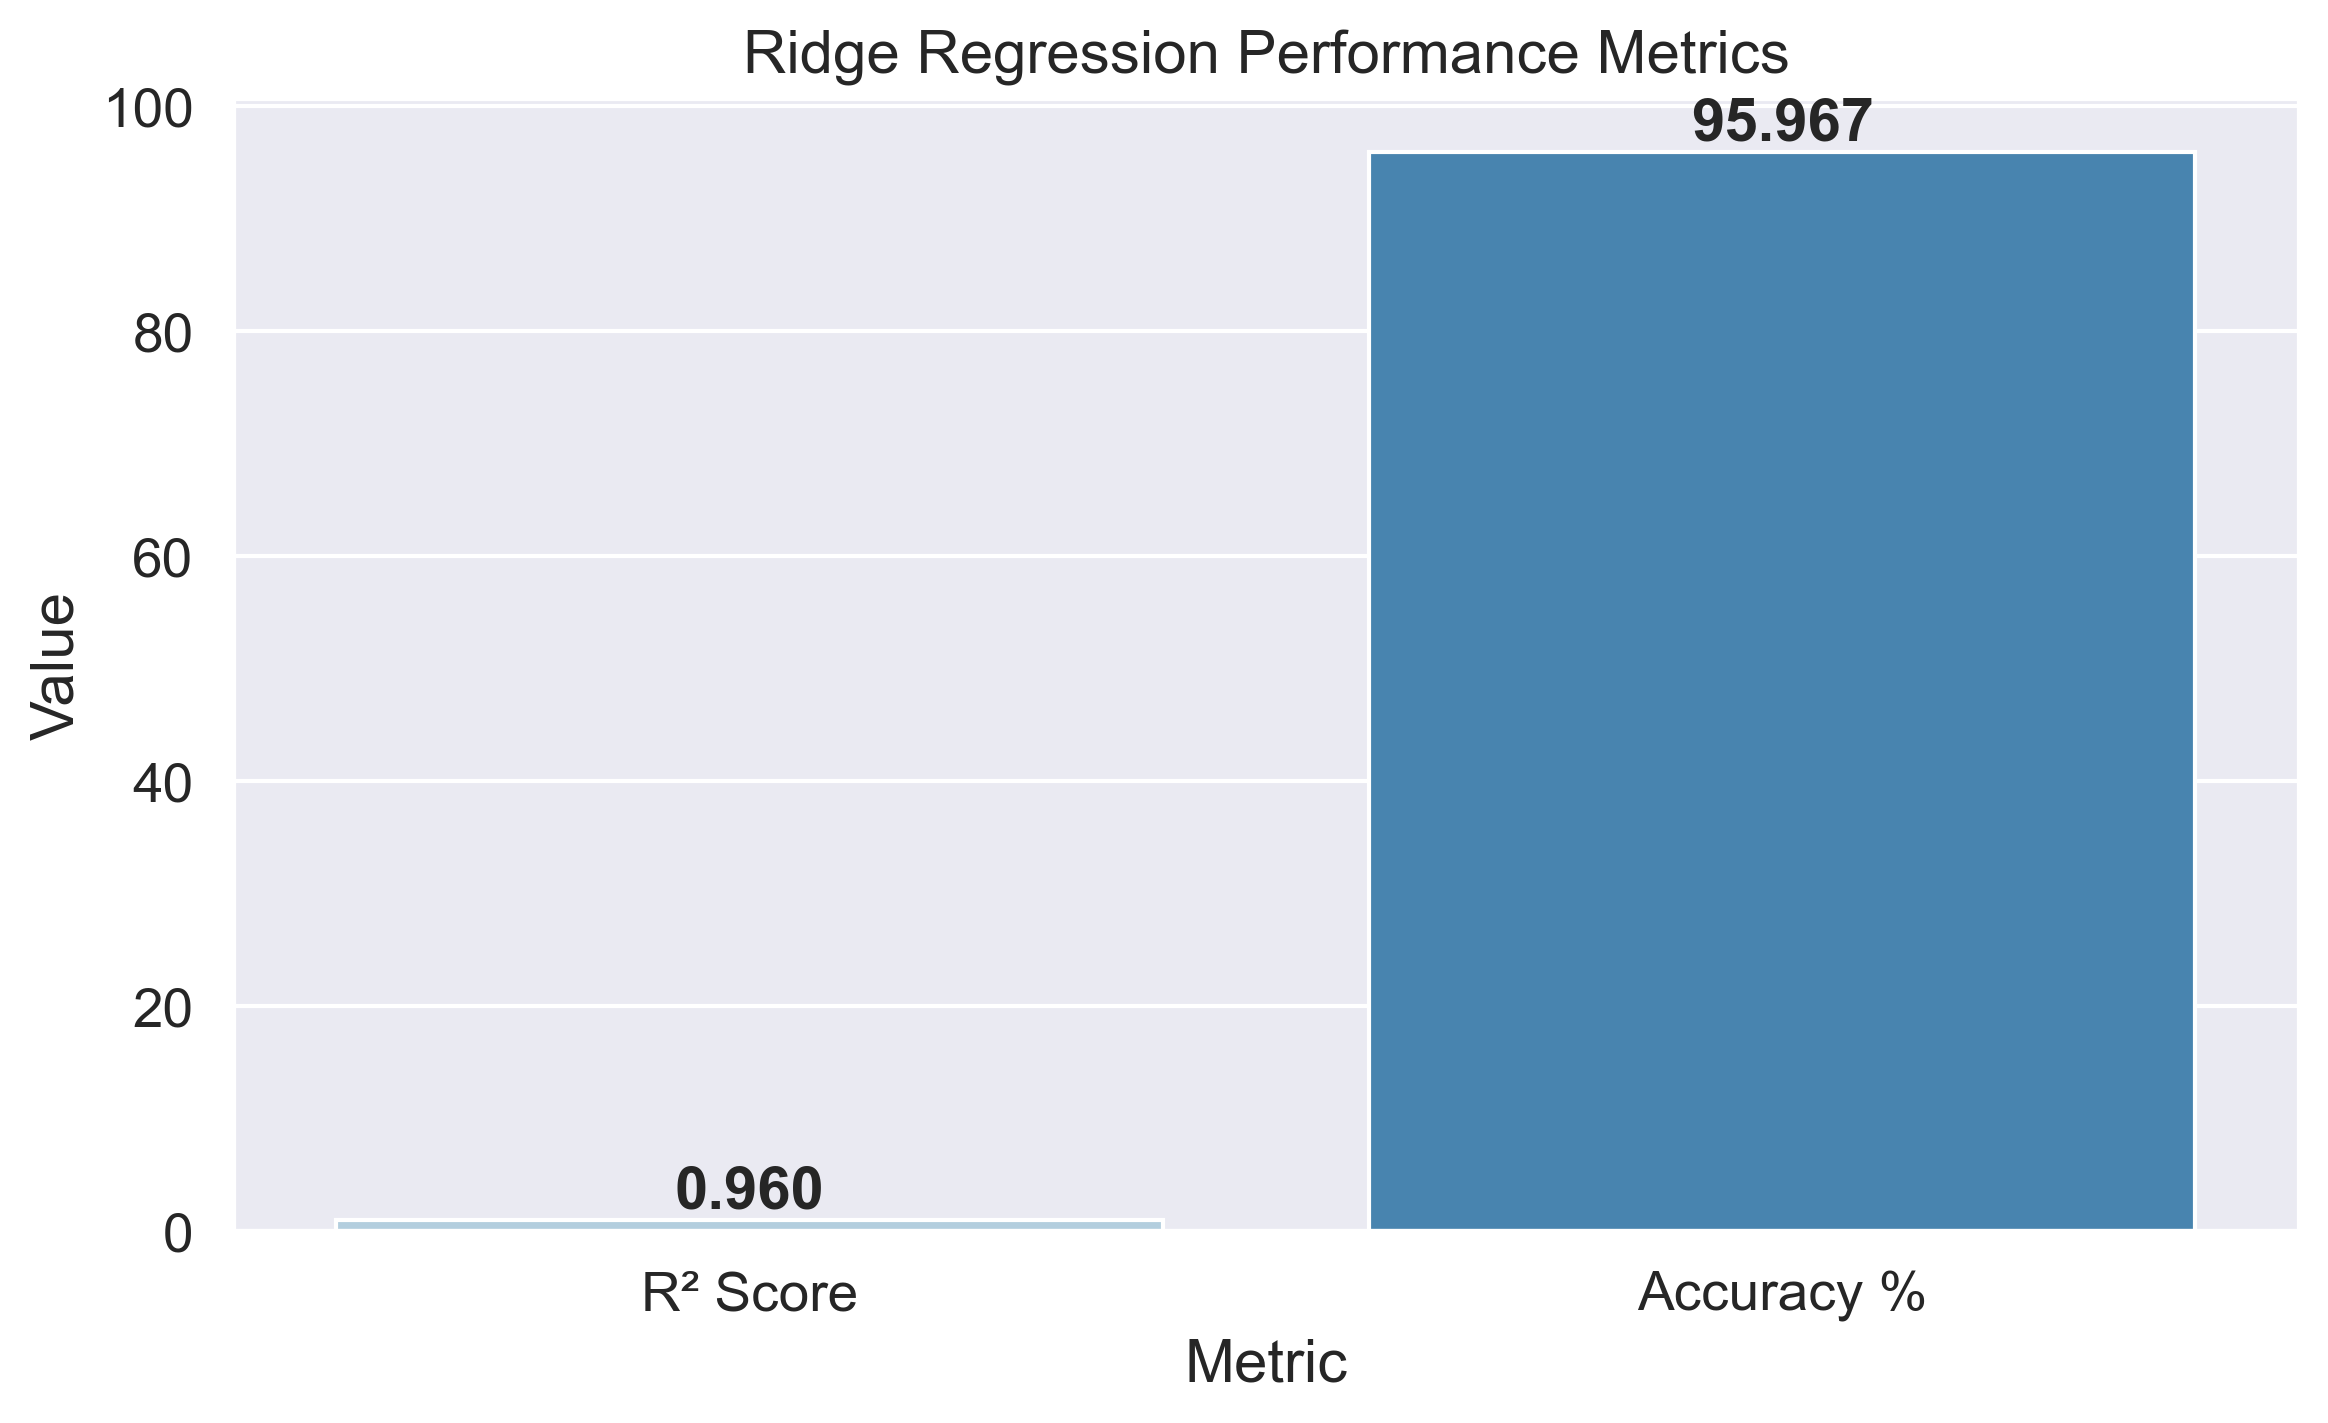 Ridge Regression Performance Metrics
100
95.967
80
60
Value
40
20
0.960
0
R² Score
Accuracy %
Metric